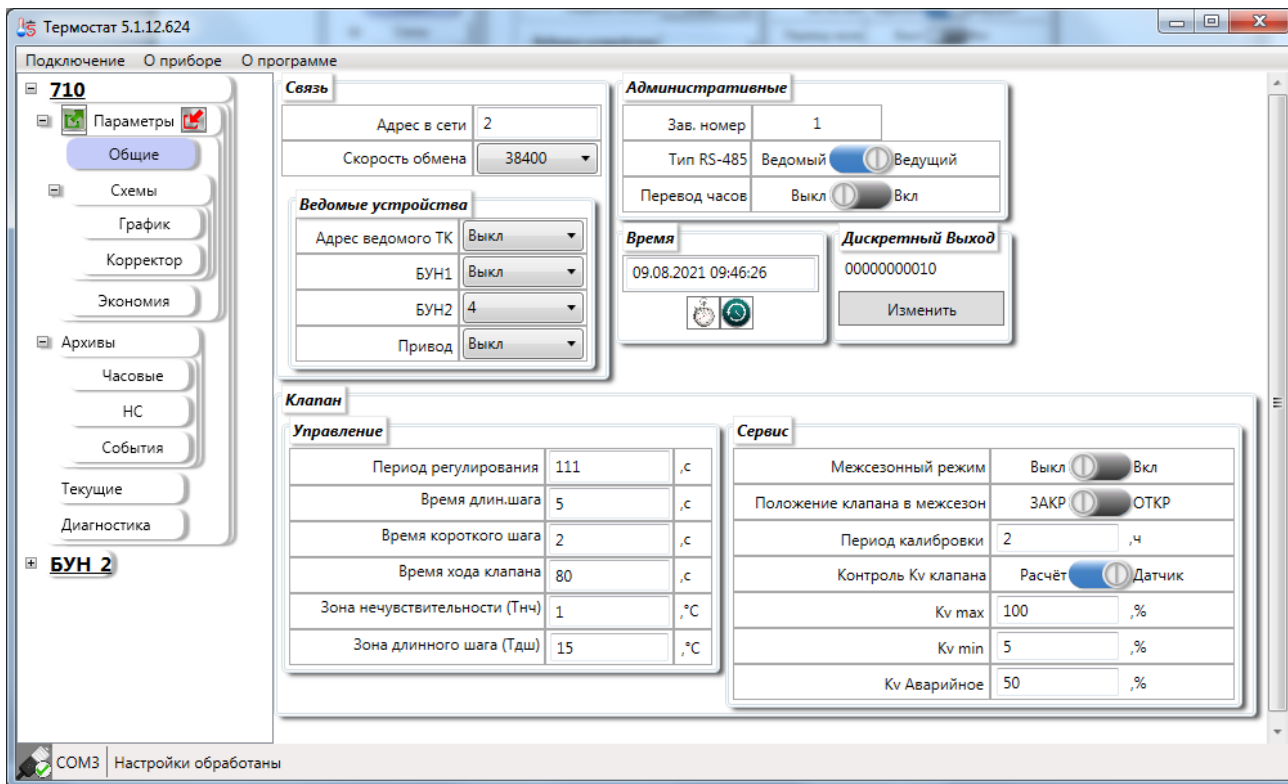 Термостат 5.1.12.624
Подключение О приборе О программе
710
Параметры
Общие
Схемы
График
Корректор
Экономия
Архивы
Часовые
НС
События
Текущие
Диагностика
БУН 2
Связь
Адрес в сети 2
Скорость обмена 38400
Ведомые устройства
Адрес ведомого ТК Выкл
БУН1 Выкл
БУН2 4
Привод Выкл
Административные
Зав. номер 1
Тип RS-485 Ведомый Ведущий
Перевод часов Выкл Вкл
Время
09.08.2021 09:46:26
Дискретный Выход
00000000010
Изменить
Клапан
Управление
Период регулирования 111 ,с
Время длин.шага 5 ,с
Время короткого шага 2 ,с
Время хода клапана 80 ,с
Зона нечувствительности (Тнч) 1 ,°С
Зона длинного шага (Тдш) 15 ,°С
Сервис
Межсезонный режим Выкл Вкл
Положение клапана в межсезон ЗАКР ОТКР
Период калибровки 2 ,ч
Контроль Kv клапана Расчёт Датчик
Kv max 100 ,%
Kv min 5 ,%
Kv Аварийное 50 ,%
COM3 Настройки обработаны